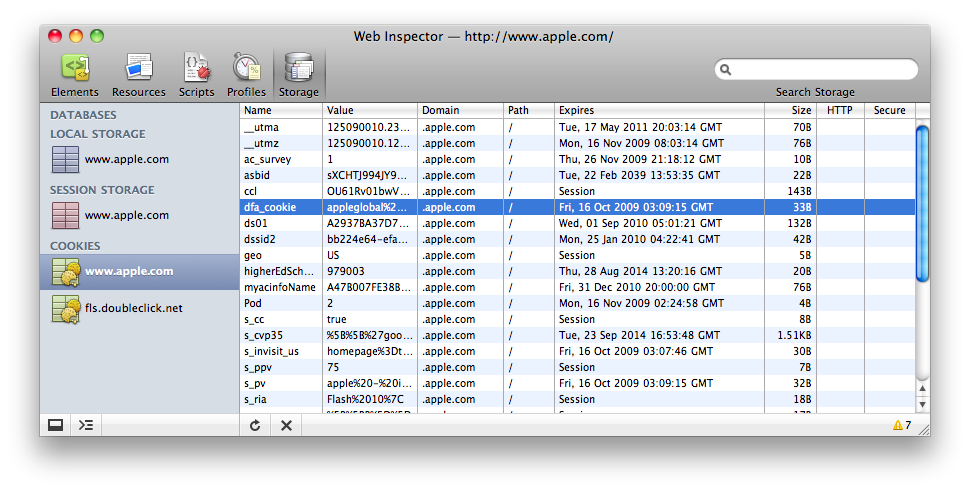 Web Inspector — http://www.apple.com/
Elements Resources Scripts Profiles Storage Search Storage
DATABASES
LOCAL STORAGE
www.apple.com
SESSION STORAGE
www.apple.com
COOKIES
www.apple.com
fls.doubleclick.net
Name Value Domain Path Expires Size HTTP Secure
__utma 125090010.23... .apple.com / Tue, 17 May 2011 20:03:14 GMT 70B
__utmz 125090010.12... .apple.com / Mon, 16 Nov 2009 08:03:14 GMT 76B
ac_survey 1 .apple.com / Thu, 26 Nov 2009 21:18:12 GMT 10B
asbid sXCHTJ994JY9... .apple.com / Tue, 22 Feb 2039 13:53:35 GMT 22B
ccl OU61Rv01bwV... .apple.com / Session 143B
dfa_cookie appleglobal%2... .apple.com / Fri, 16 Oct 2009 03:09:15 GMT 33B
ds01 A2937BA37D7... .apple.com / Wed, 01 Sep 2010 05:01:21 GMT 132B
dssid2 bb224e64-efa... .apple.com / Mon, 25 Jan 2010 04:22:41 GMT 42B
geo US .apple.com / Session 5B
higherEdSch... 979003 .apple.com / Thu, 28 Aug 2014 13:20:16 GMT 20B
myacinfoName A47B007FE38B... .apple.com / Fri, 31 Dec 2010 20:00:00 GMT 76B
Pod 2 .apple.com / Mon, 16 Nov 2009 02:24:58 GMT 4B
s_cc true .apple.com / Session 8B
s_cvp35 %5B%5B%27goo... .apple.com / Tue, 23 Sep 2014 16:53:48 GMT 1.51KB
s_invisit_us homepage%3Dt... .apple.com / Fri, 16 Oct 2009 03:07:46 GMT 30B
s_ppv 75 .apple.com / Session 7B
s_pv apple%20-%20i... .apple.com / Fri, 16 Oct 2009 03:09:15 GMT 32B
s_ria Flash%2010%7C .apple.com / Session 18B
7